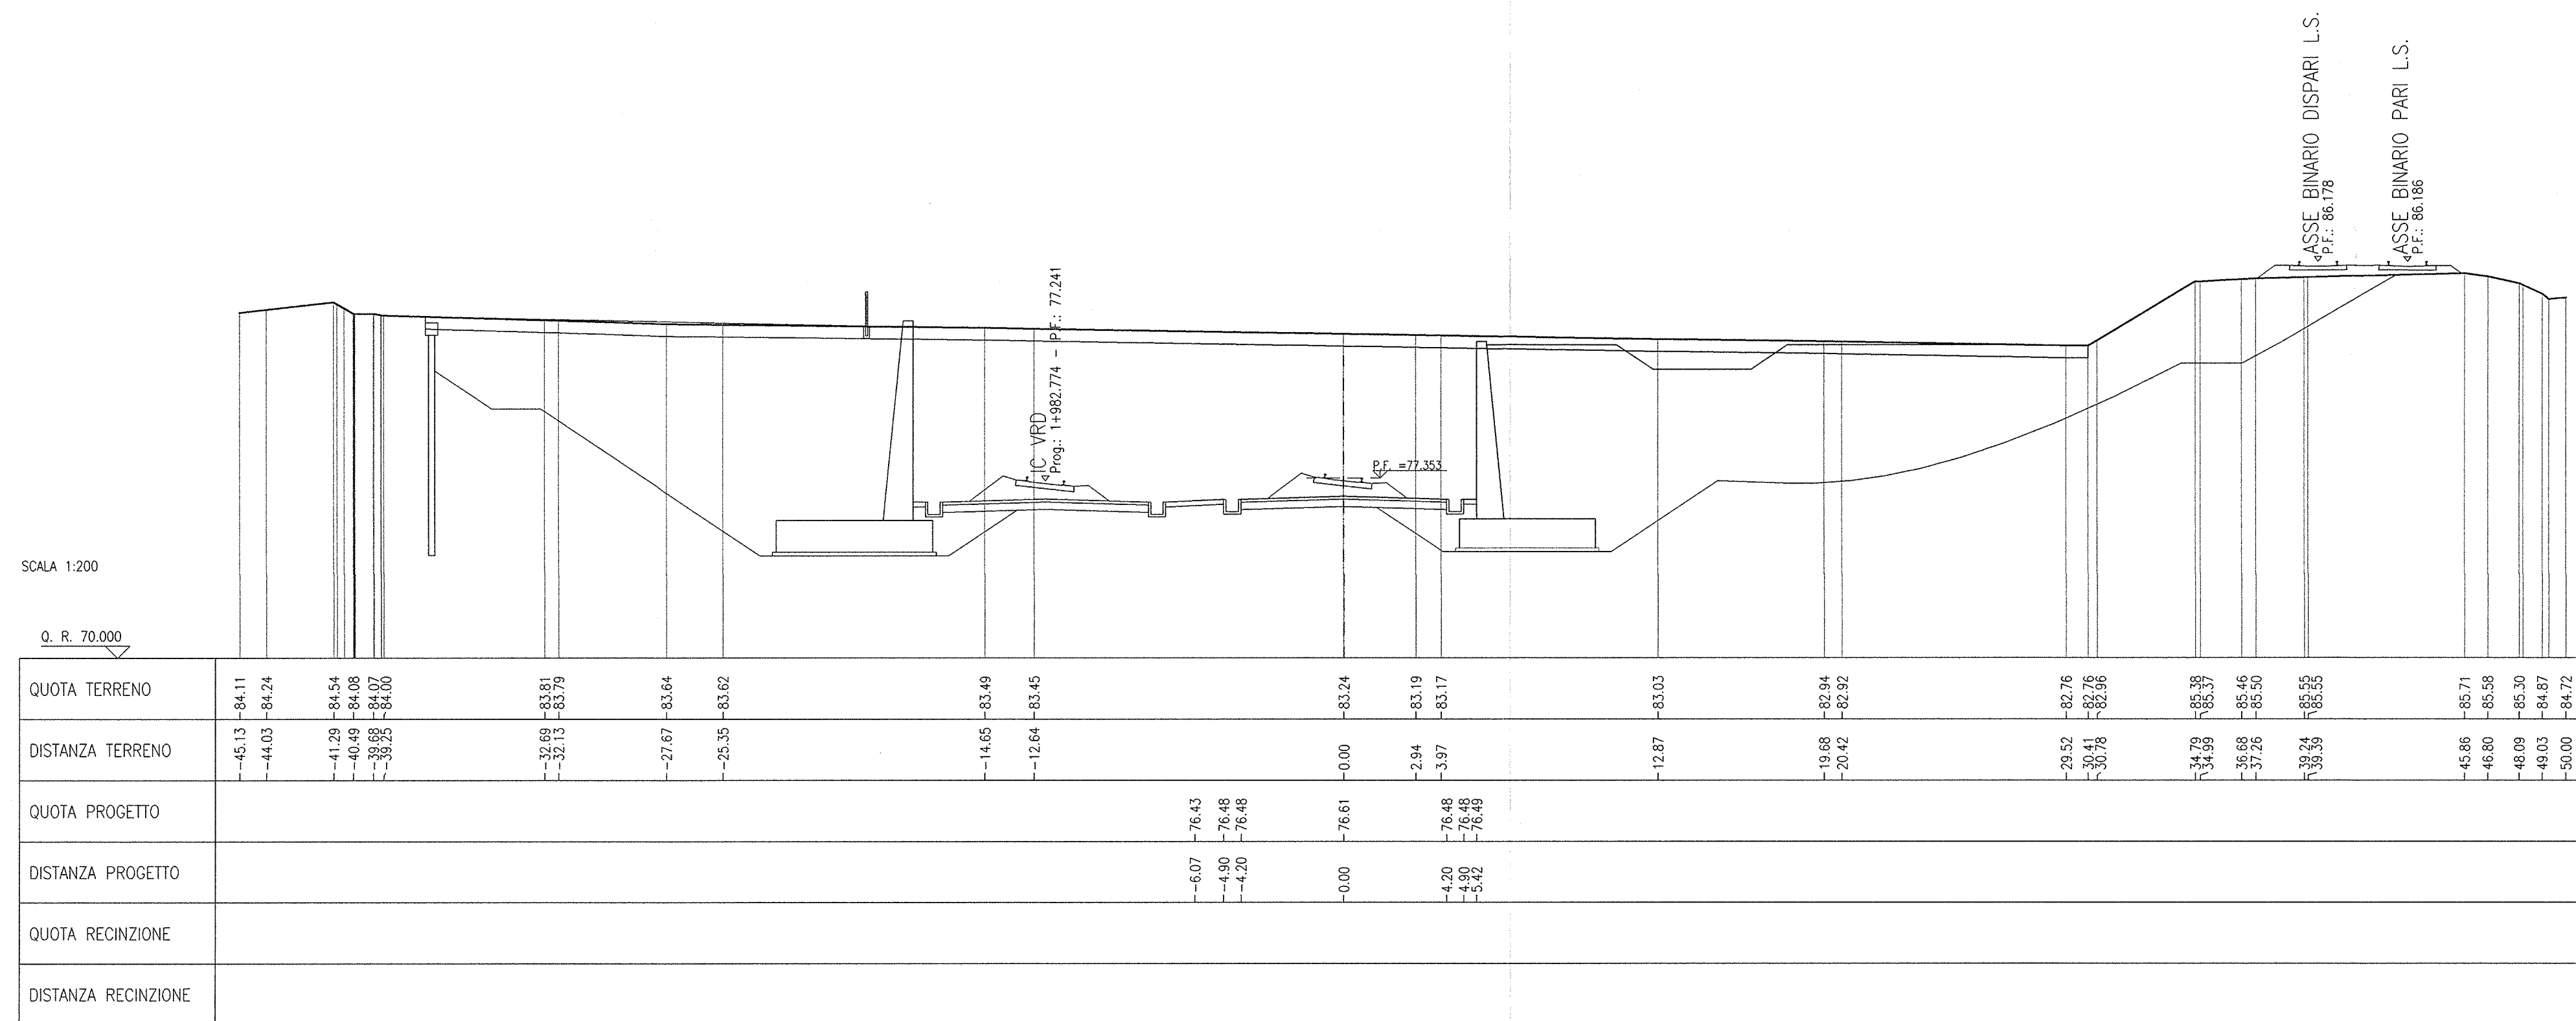 ASSE BINARIO DISPARI L.S.
P.F.: 86.178
ASSE BINARIO PARI L.S.
P.F.: 86.186
IC VRD
Prog.: 1+982.774 - P.F.: 77.241
P.F. =77.353
SCALA 1:200
Q. R. 70.000
QUOTA TERRENO 84.11 84.24 84.54 84.08 84.07 84.00 83.81 83.79 83.64 83.62 83.49 83.45 83.24 83.19 83.17 83.03 82.94 82.92 82.76 82.76 82.96 85.38 85.37 85.46 85.50 85.55 85.55 85.71 85.58 85.30 84.87 84.72
DISTANZA TERRENO -45.13 -44.03 -41.29 -40.49 -39.68 -39.25 -32.69 -32.13 -27.67 -25.35 -14.65 -12.64 0.00 2.94 3.97 12.87 19.68 20.42 29.52 30.41 30.78 34.79 34.99 36.68 37.26 39.24 39.39 45.86 46.80 48.09 49.03 50.00
QUOTA PROGETTO 76.43 76.48 76.48 76.61 76.48 76.48 76.49
DISTANZA PROGETTO -6.07 -4.90 -4.20 0.00 4.20 4.90 5.42
QUOTA RECINZIONE
DISTANZA RECINZIONE